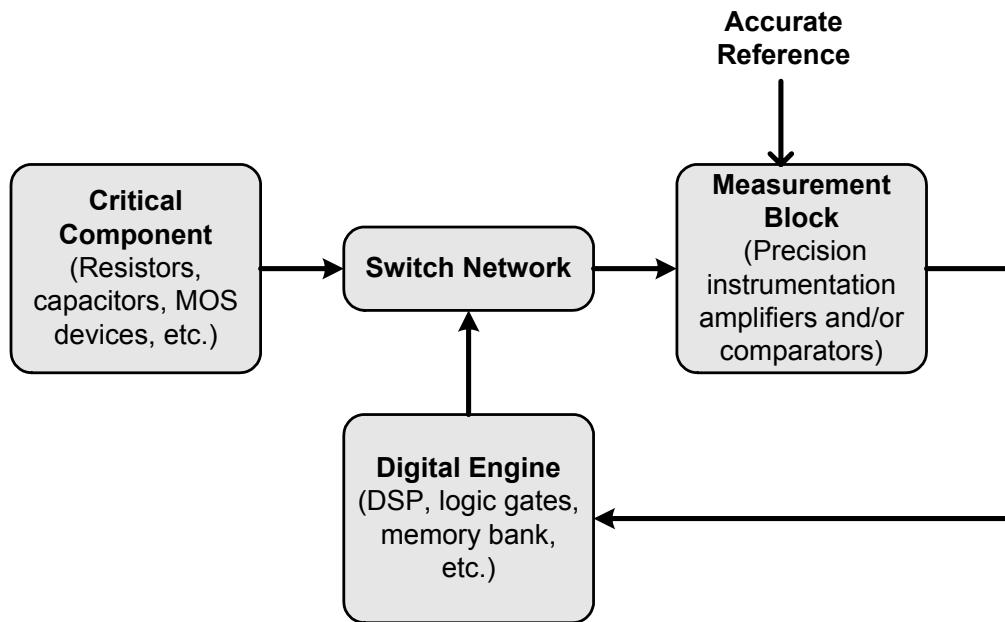 Accurate
Reference
Critical
Component
(Resistors,
capacitors, MOS
devices, etc.)
Switch Network
Measurement
Block
(Precision
instrumentation
amplifiers and/or
comparators)
Digital Engine
(DSP, logic gates,
memory bank,
etc.)